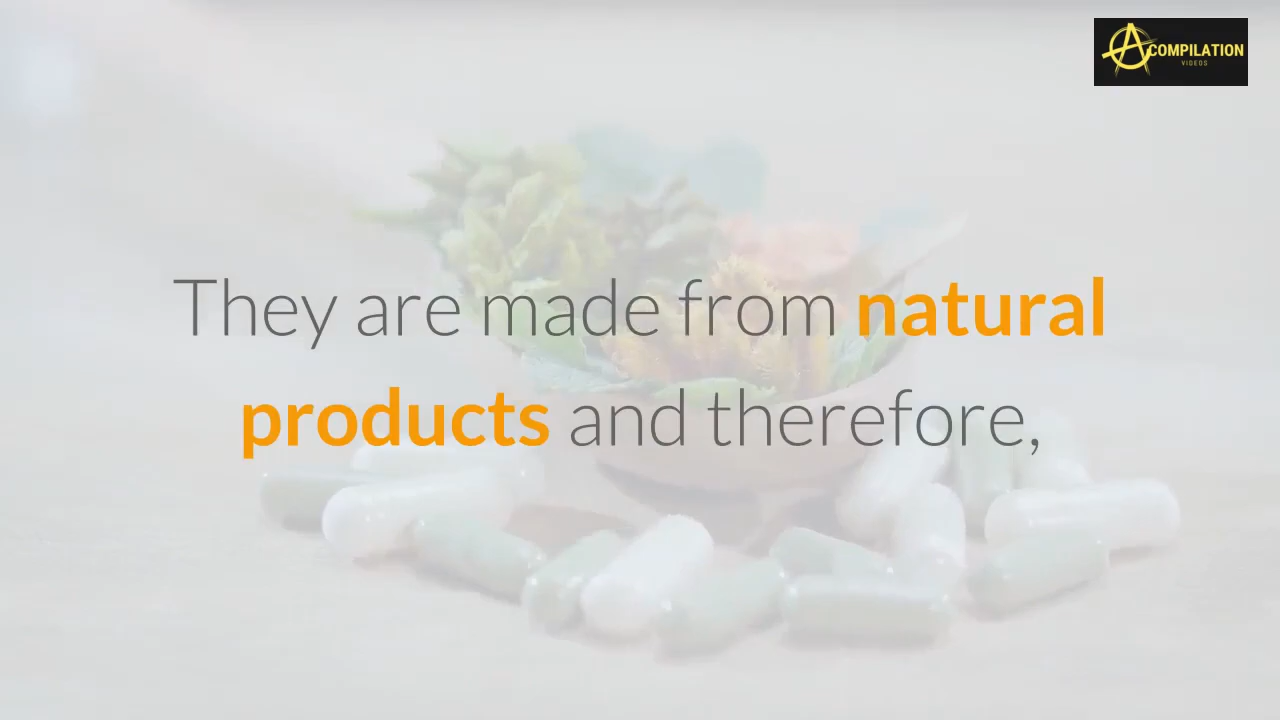 COMPILATION
VIDEOS
They are made from natural
products and therefore,